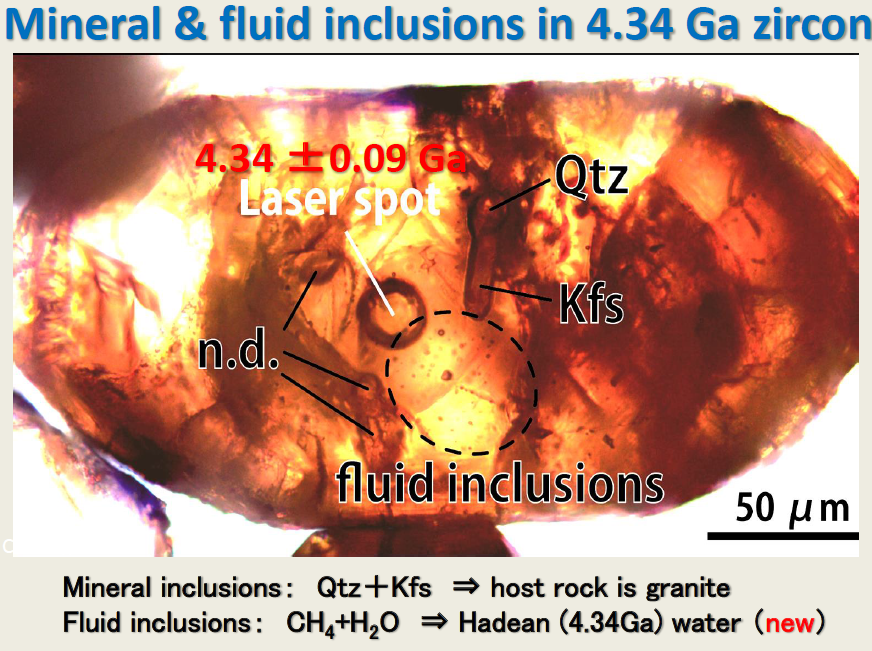 Mineral & fluid inclusions in 4.34 Ga zircon
4.34 ±0.09 Ga
Laser spot
Qtz
Kfs
n.d.
fluid inclusions
50 μm
Mineral inclusions: Qtz+Kfs ⇒ host rock is granite
Fluid inclusions: CH₄+H₂O ⇒ Hadean (4.34Ga) water (new)